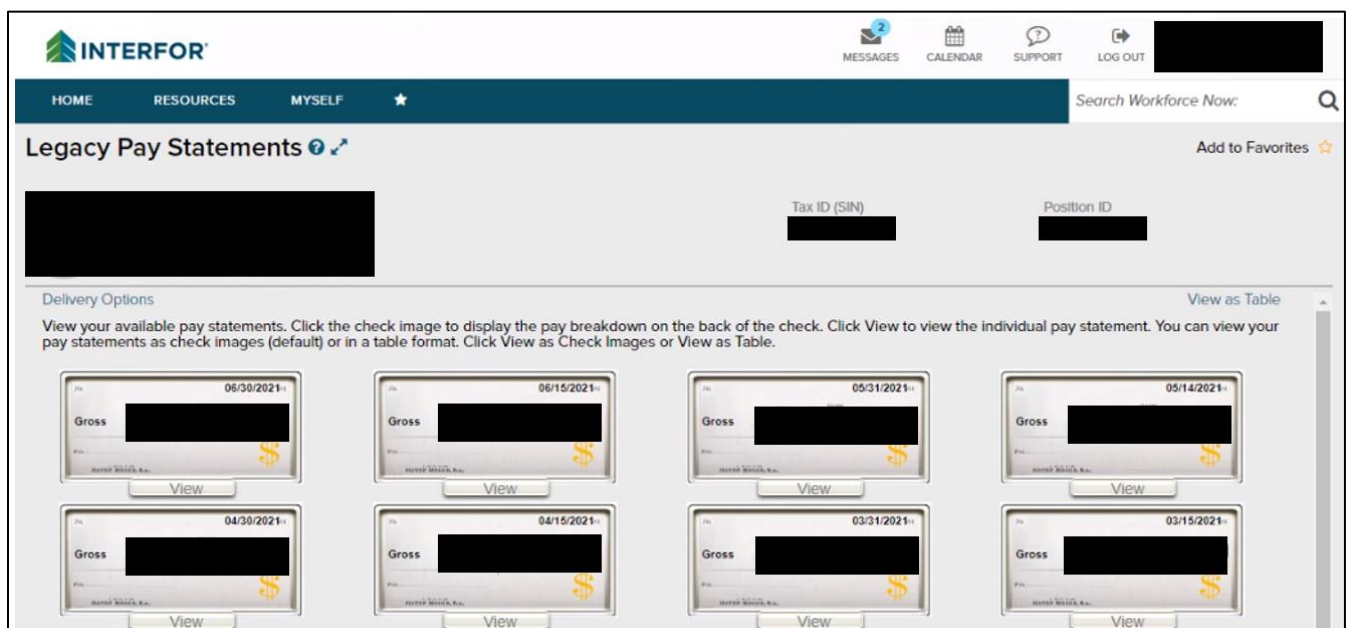 INTERFOR
2
MESSAGES CALENDAR SUPPORT LOG OUT
HOME RESOURCES MYSELF Search Workforce Now:
Legacy Pay Statements
Add to Favorites
Tax ID (SIN) Position ID
Delivery Options View as Table
View your available pay statements. Click the check image to display the pay breakdown on the back of the check. Click View to view the individual pay statement. You can view your
pay statements as check images (default) or in a table format. Click View as Check Images or View as Table.
06/30/2021 06/15/2021 05/31/2021 05/14/2021
Gross Gross Gross Gross
$ $ $ $
View View View View
04/30/2021 04/15/2021 03/31/2021 03/15/2021
Gross Gross Gross Gross
$ $ $ $
View View View View